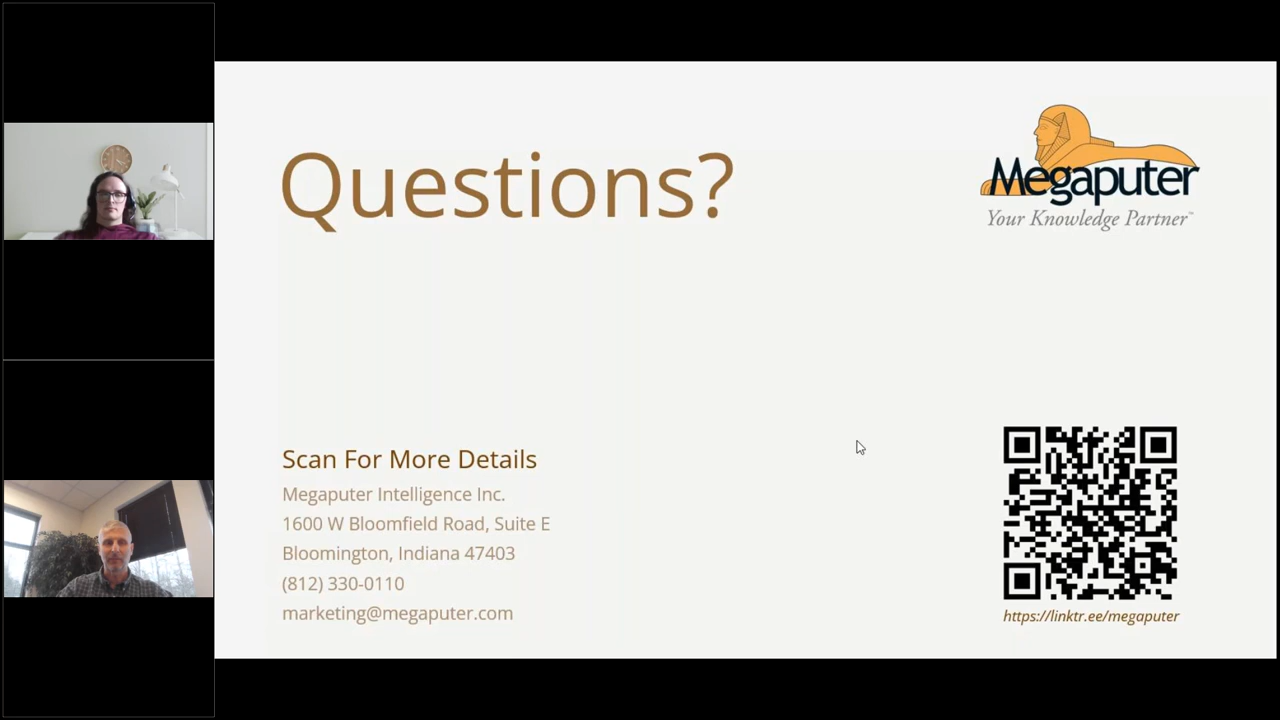 Questions?
Megaputer
Your Knowledge Partner™
Scan For More Details
Megaputer Intelligence Inc.
1600 W Bloomfield Road, Suite E
Bloomington, Indiana 47403
(812) 330-0110
marketing@megaputer.com
https://linktr.ee/megaputer